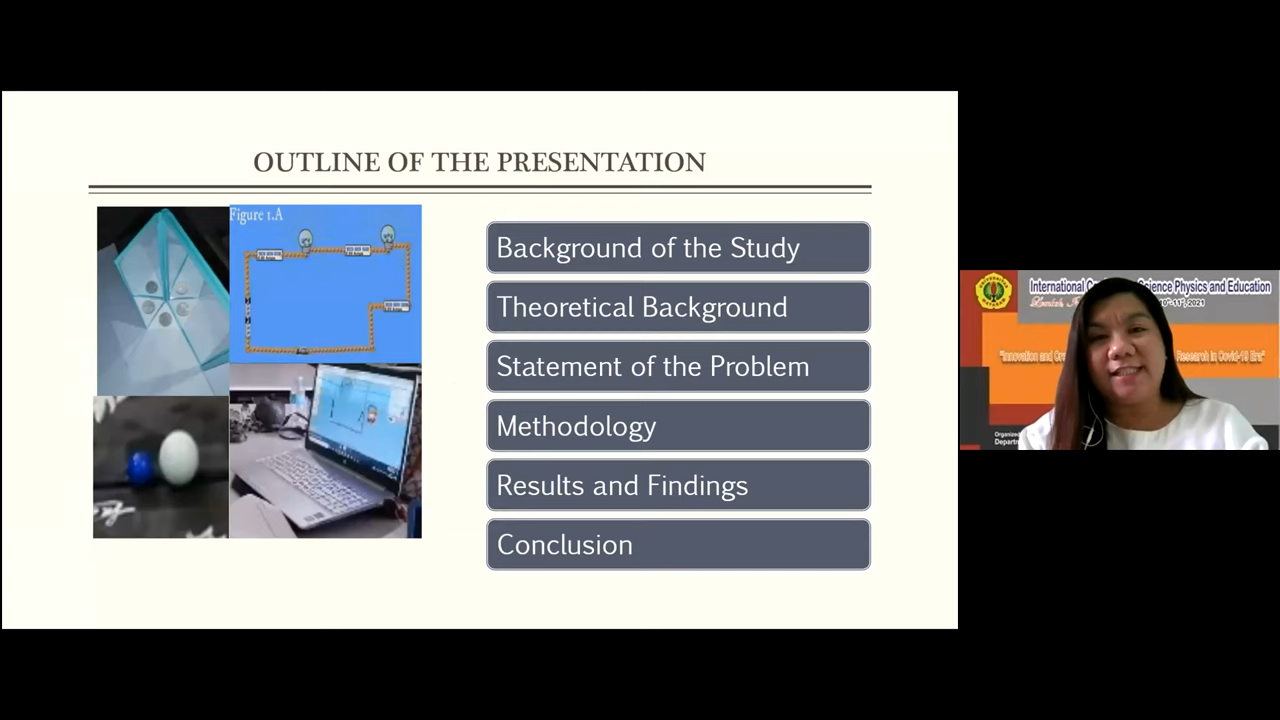 OUTLINE OF THE PRESENTATION
Figure 1.A
Background of the Study
Theoretical Background
Statement of the Problem
Methodology
Results and Findings
Conclusion
International Science Physics and Education
2021
"Innovation and Research in Covid-19 Era"